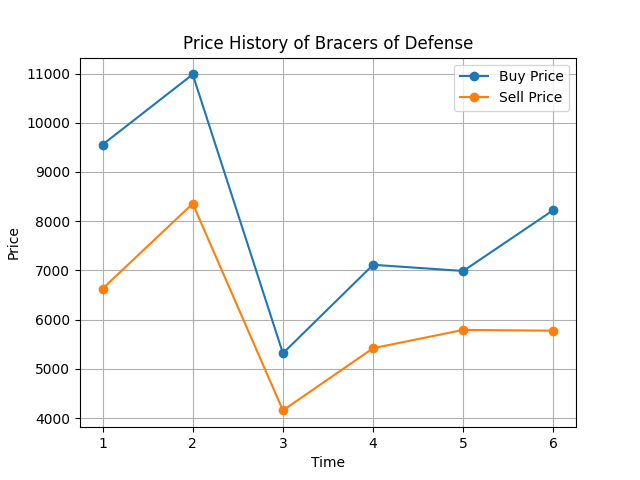 Price History of Bracers of Defense
Buy Price
Sell Price
11000
10000
9000
8000
7000
6000
5000
4000
Price
1 2 3 4 5 6
Time